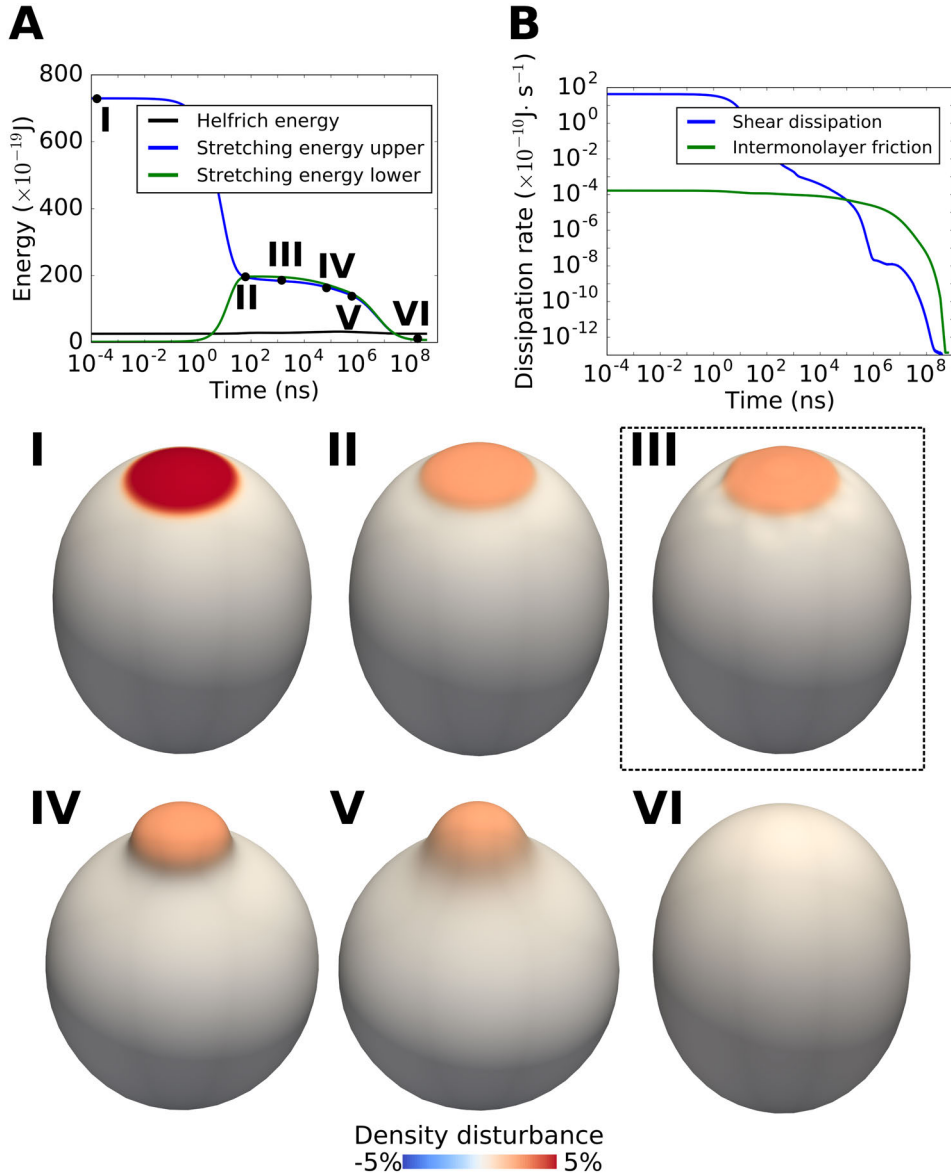 A
B
Energy (×10⁻¹⁹J)
800
600
400
200
0
Helfrich energy
Stretching energy upper
Stretching energy lower
I
II
III
IV
V
VI
10⁻⁴ 10⁻² 10⁰ 10² 10⁴ 10⁶ 10⁸
Time (ns)
Dissipation rate (×10⁻¹⁰J· s⁻¹)
10²
10⁰
10⁻²
10⁻⁴
10⁻⁶
10⁻⁸
10⁻¹⁰
10⁻¹²
Shear dissipation
Intermonolayer friction
10⁻⁴ 10⁻² 10⁰ 10² 10⁴ 10⁶ 10⁸
Time (ns)
I
II
III
IV
V
VI
Density disturbance
-5% 5%